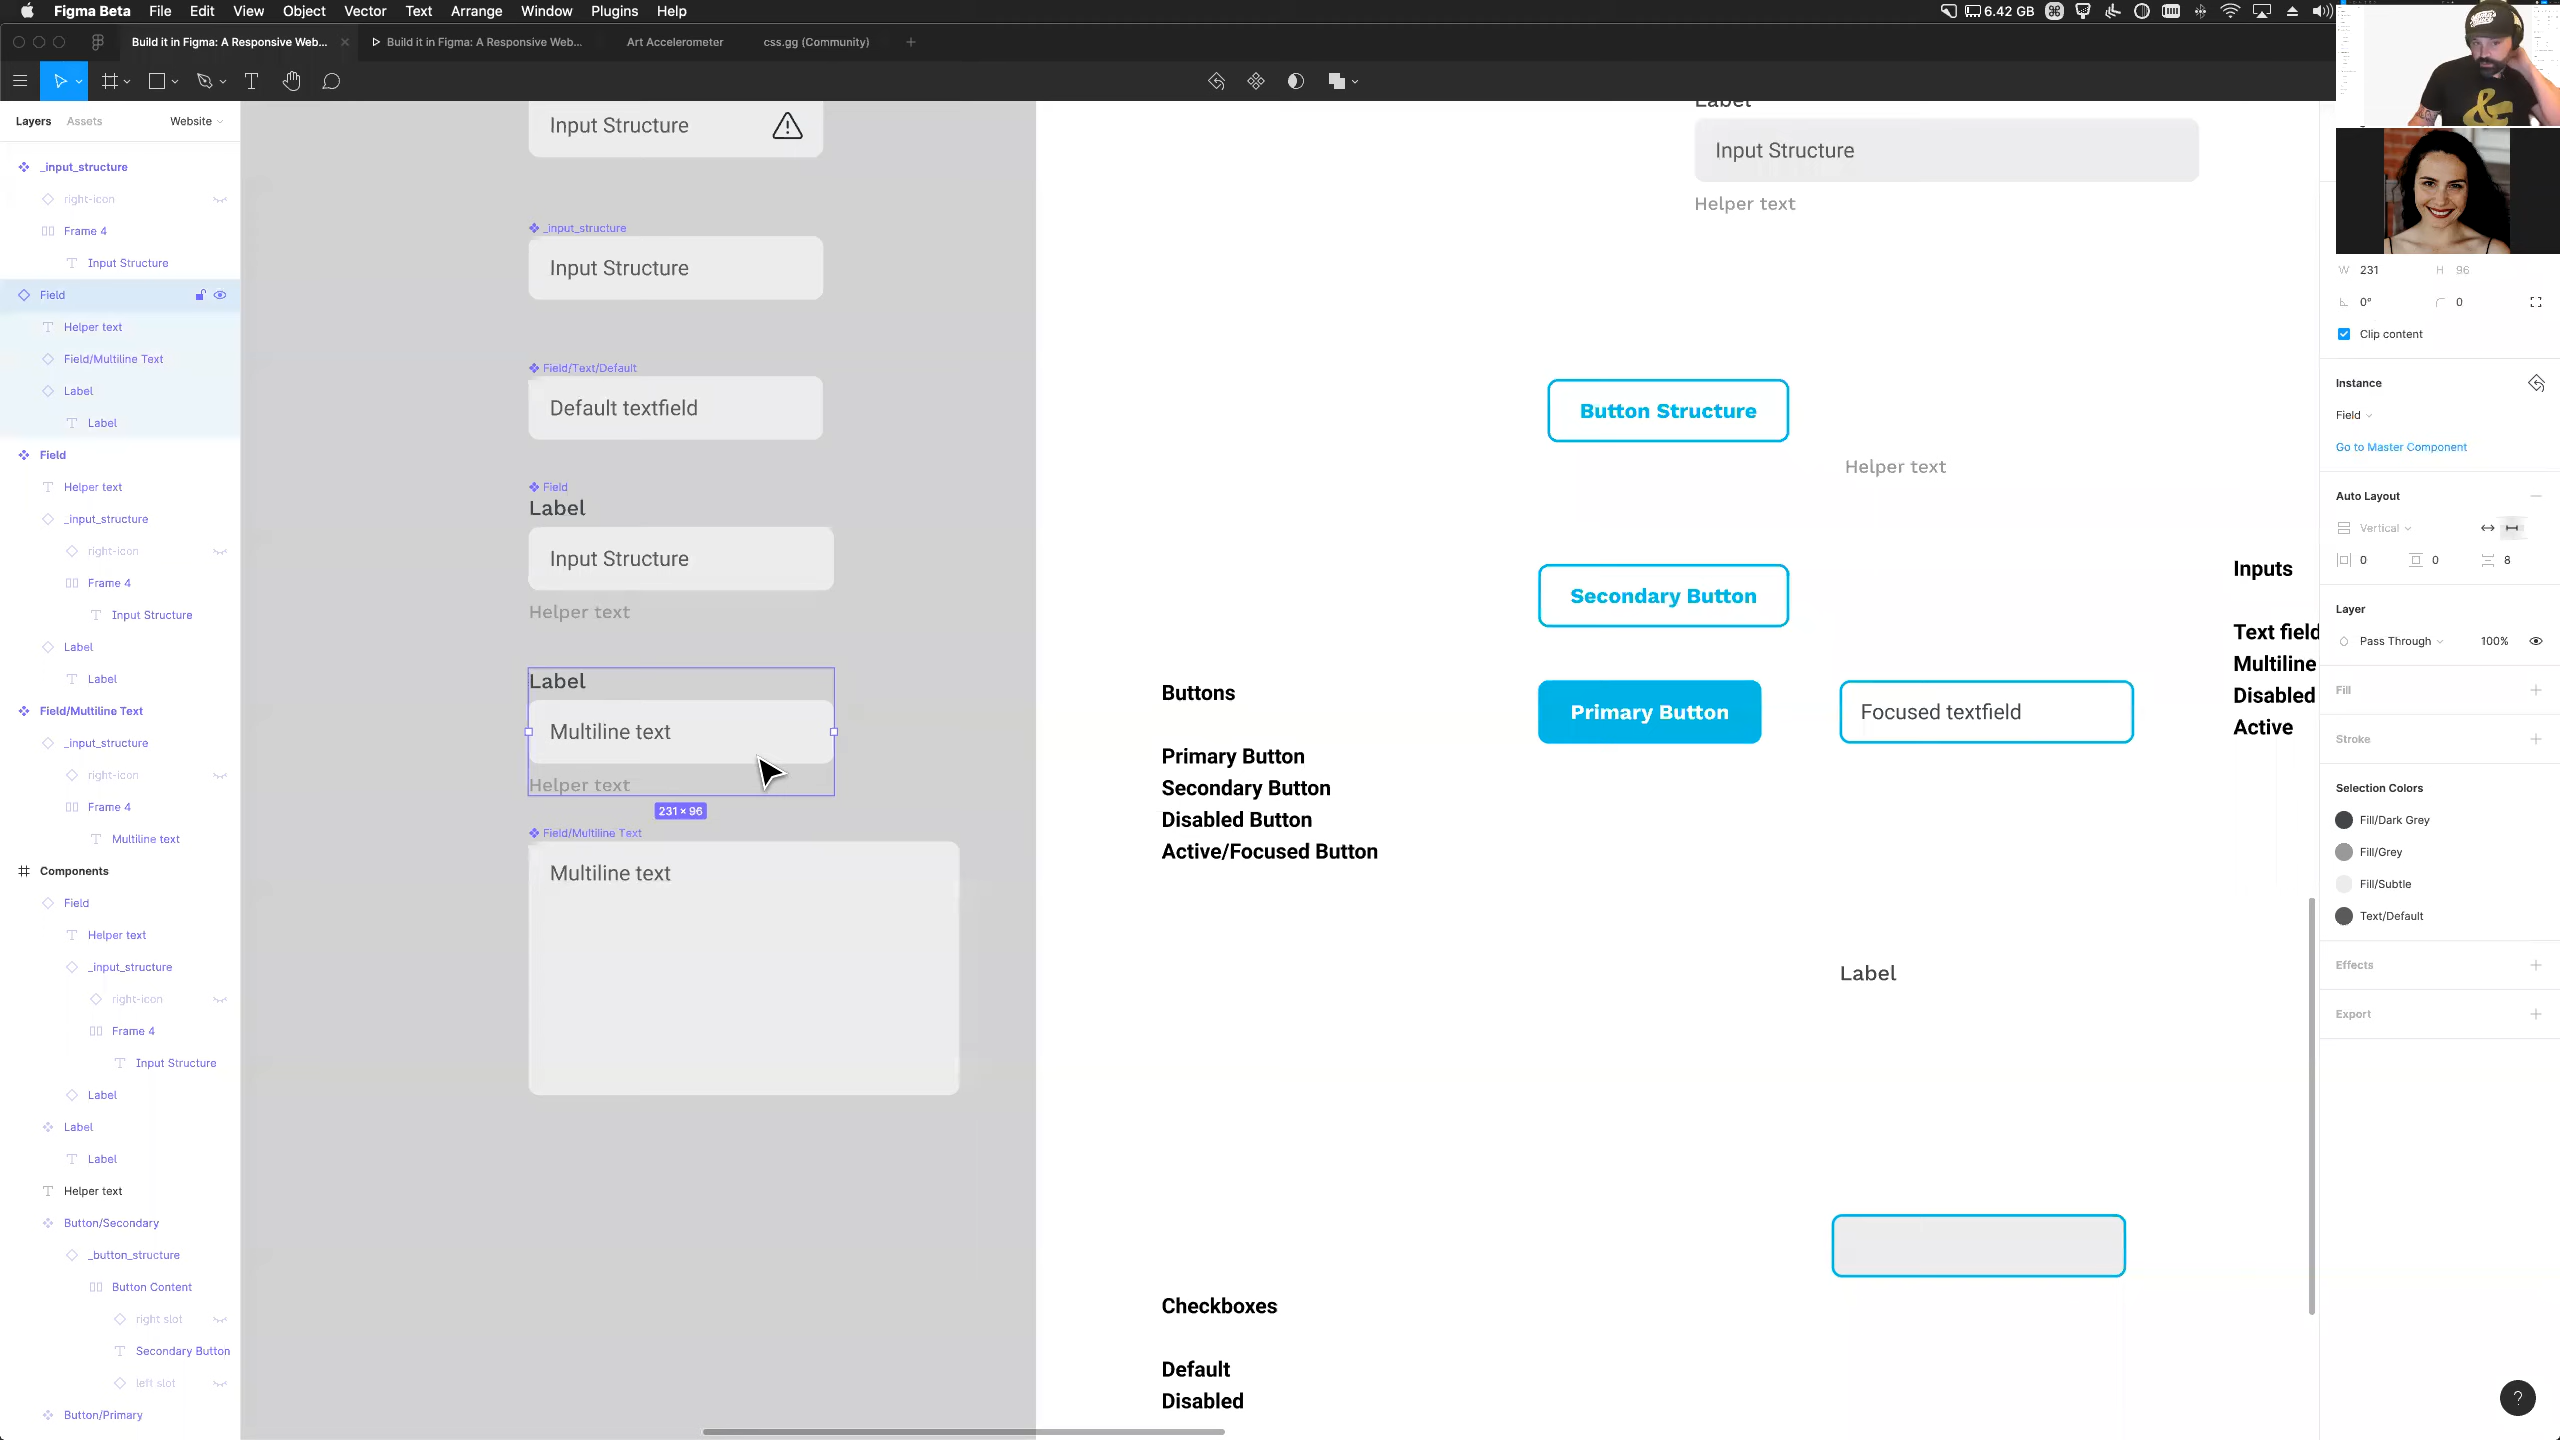 Figma Beta File Edit View Object Vector Text Arrange Window Plugins Help
6.42 GB
Build it in Figma: A Responsive Web...
Build it in Figma: A Responsive Web...
Art Accelerometer
css.gg (Community)
Layers
Assets
Website
_input_structure
right-icon
Frame 4
Input Structure
Field
Helper text
Field/Multiline Text
Label
Label
Field
Helper text
_input_structure
right-icon
Frame 4
Input Structure
Label
Label
Field/Multiline Text
_input_structure
right-icon
Frame 4
Multiline text
Components
Field
Helper text
_input_structure
right-icon
Frame 4
Input Structure
Label
Label
Label
Helper text
Button/Secondary
_button_structure
Button Content
right slot
Secondary Button
left slot
Button/Primary
Input Structure
_input_structure
Input Structure
Field/Text/Default
Default textfield
Field
Label
Input Structure
Helper text
Label
Multiline text
Helper text
231 × 96
Field/Multiline Text
Multiline text
Label
Input Structure
Helper text
Button Structure
Helper text
Secondary Button
Buttons
Primary Button
Focused textfield
Primary Button
Secondary Button
Disabled Button
Active/Focused Button
Label
Checkboxes
Default
Disabled
Inputs
Text field
Multiline
Disabled
Active
W 231 H 96
0° 0
Clip content
Instance
Field
Go to Master Component
Auto Layout
Vertical
0 0 8
Layer
Pass Through 100%
Fill
Stroke
Selection Colors
Fill/Dark Grey
Fill/Grey
Fill/Subtle
Text/Default
Effects
Export
?